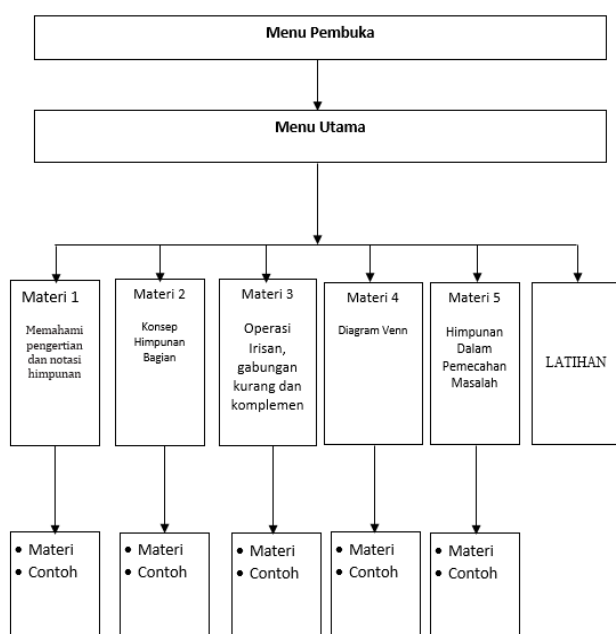 Menu Pembuka
Menu Utama
Materi 1
Memahami
pengertian
dan notasi
himpunan
Materi 2
Konsep
Himpunan
Bagian
Materi 3
Operasi
Irisan,
gabungan
kurang dan
komplemen
Materi 4
Diagram Venn
Materi 5
Himpunan
Dalam
Pemecahan
Masalah
LATIHAN
• Materi
• Contoh
• Materi
• Contoh
• Materi
• Contoh
• Materi
• Contoh
• Materi
• Contoh